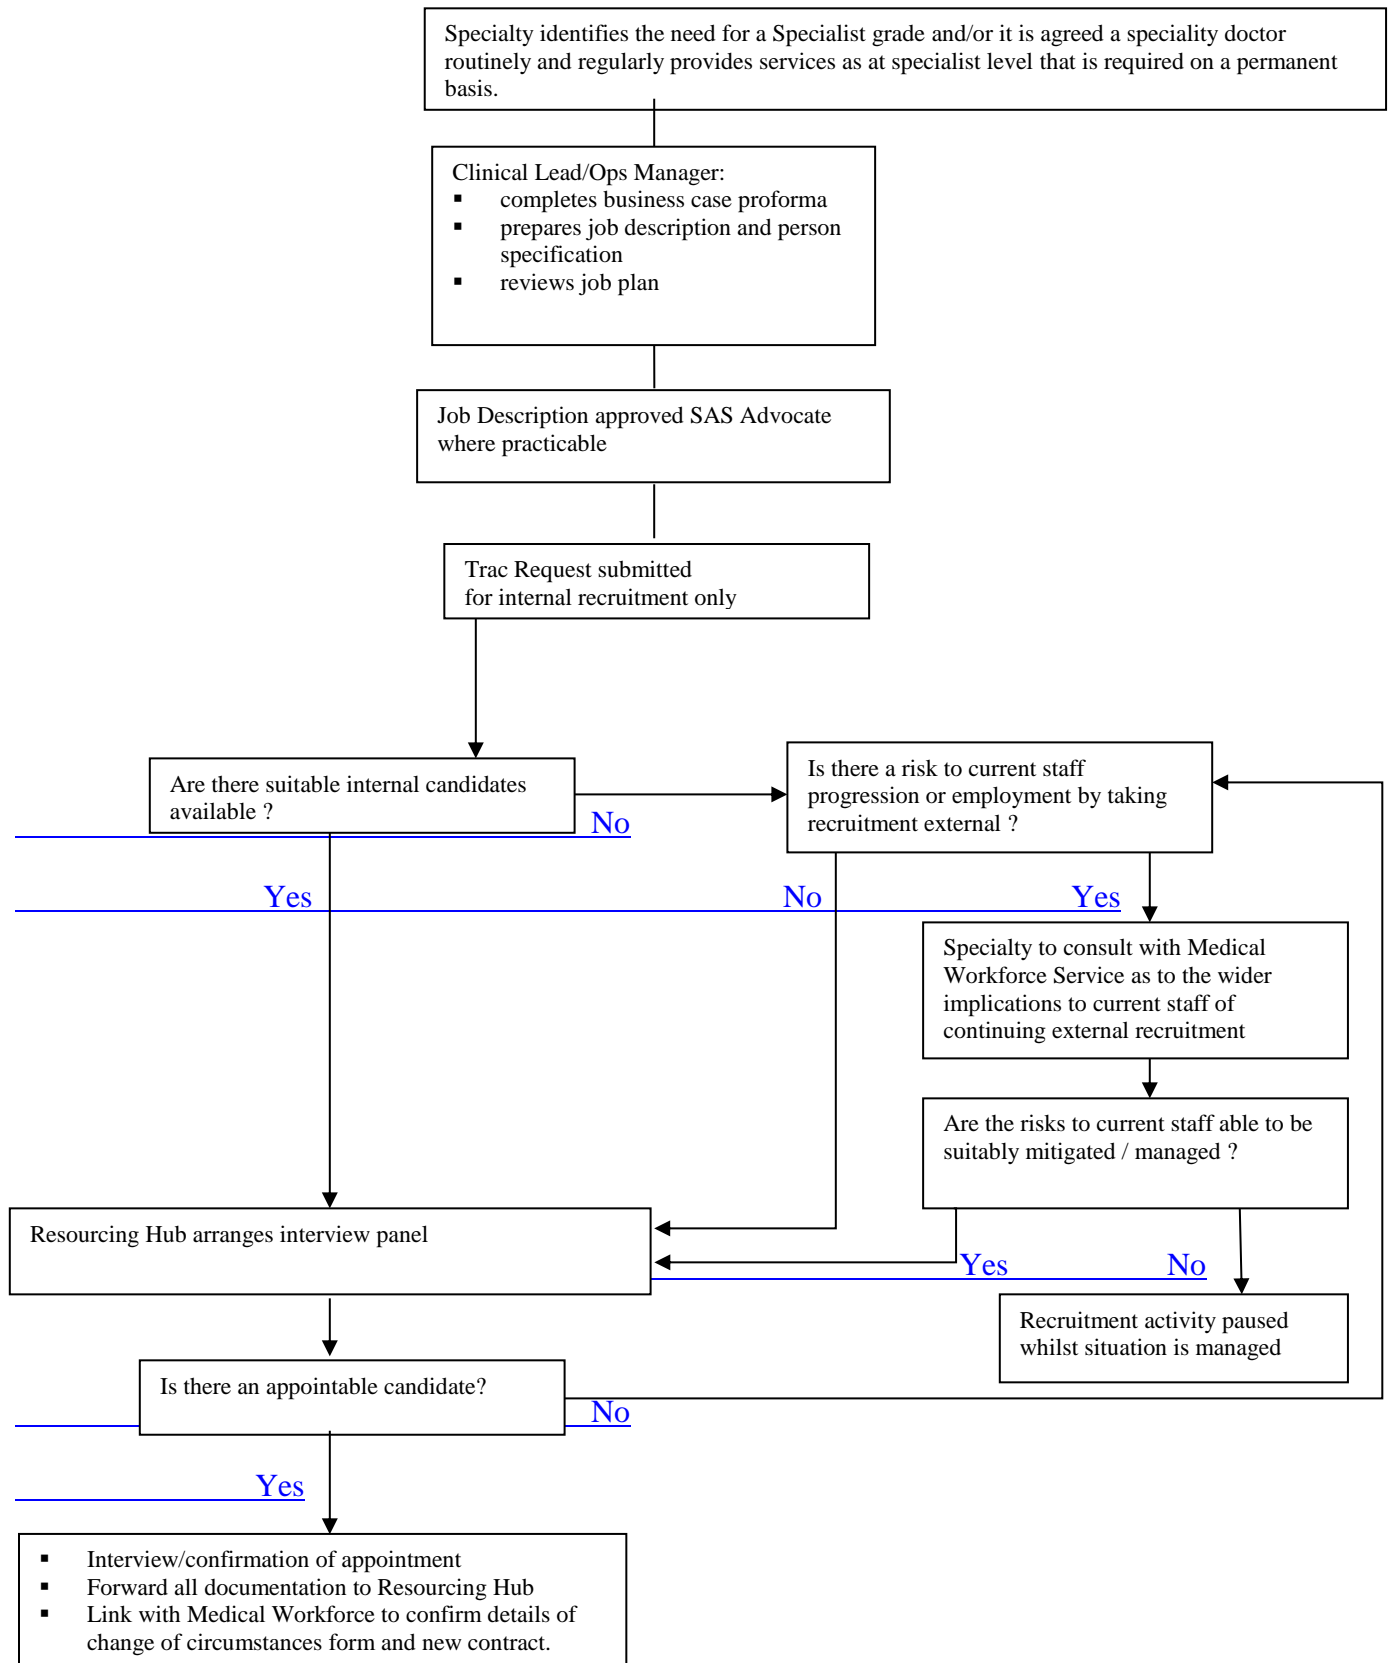 Specialty identifies the need for a Specialist grade and/or it is agreed a speciality doctor
routinely and regularly provides services as at specialist level that is required on a permanent
basis.
Clinical Lead/Ops Manager:
▪ completes business case proforma
▪ prepares job description and person
specification
▪ reviews job plan
Job Description approved SAS Advocate
where practicable
Trac Request submitted
for internal recruitment only
Are there suitable internal candidates
available ?
No
Is there a risk to current staff
progression or employment by taking
recruitment external ?
Yes
No
Yes
Specialty to consult with Medical
Workforce Service as to the wider
implications to current staff of
continuing external recruitment
Are the risks to current staff able to be
suitably mitigated / managed ?
Resourcing Hub arranges interview panel
Yes
No
Recruitment activity paused
whilst situation is managed
Is there an appointable candidate?
No
Yes
▪ Interview/confirmation of appointment
▪ Forward all documentation to Resourcing Hub
▪ Link with Medical Workforce to confirm details of
change of circumstances form and new contract.